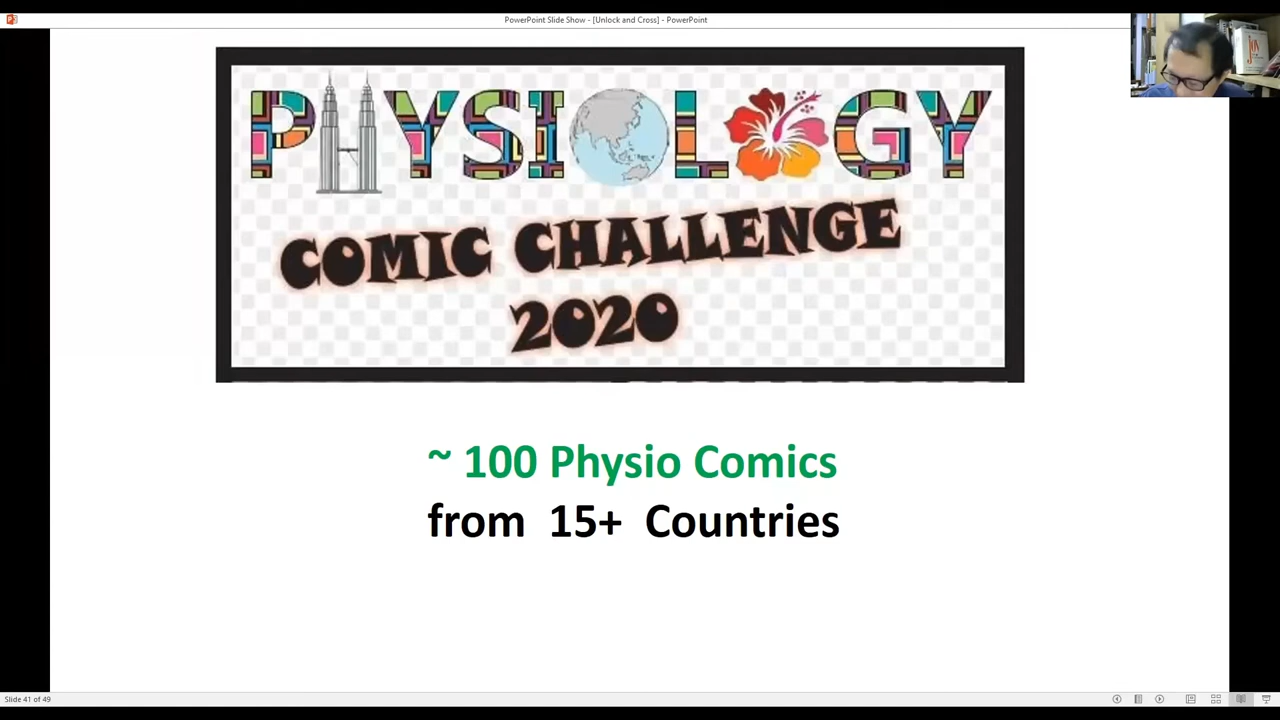 PowerPoint Slide Show - [Unlock and Cross] - PowerPoint
PHYSIOLOGY
COMIC CHALLENGE
2020
~ 100 Physio Comics
from 15+ Countries
Slide 41 of 49